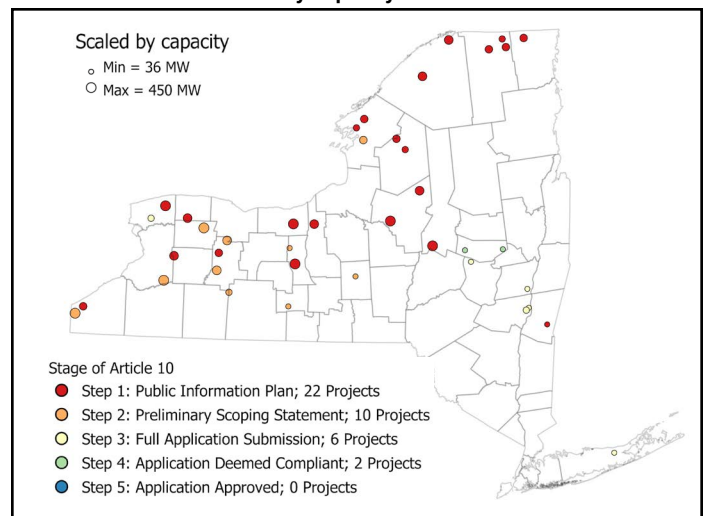 Scaled by capacity
Min = 36 MW
Max = 450 MW
Stage of Article 10
Step 1: Public Information Plan; 22 Projects
Step 2: Preliminary Scoping Statement; 10 Projects
Step 3: Full Application Submission; 6 Projects
Step 4: Application Deemed Compliant; 2 Projects
Step 5: Application Approved; 0 Projects